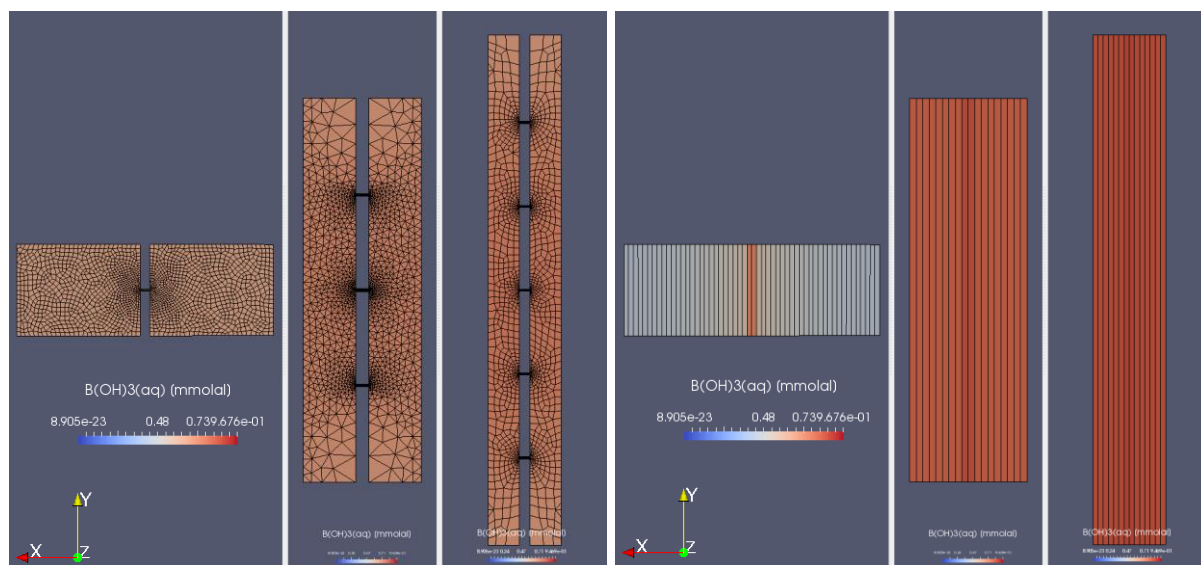 B(OH)3(aq) (mmolal)
8.905e-23 0.48 0.739.676e-01
B(OH)3(aq) (mmolal)
B(OH)3(aq) (mmolal)
Y
X
Z
B(OH)3(aq) (mmolal)
8.905e-23 0.48 0.739.676e-01
B(OH)3(aq) (mmolal)
B(OH)3(aq) (mmolal)
Y
X
Z